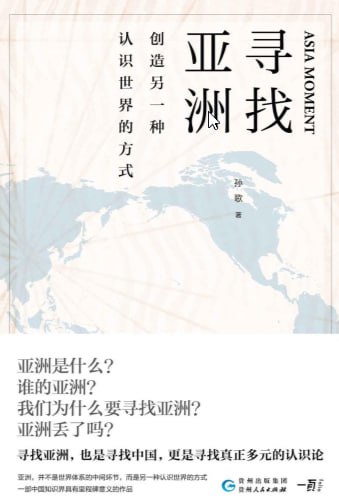 寻找
亚洲
ASIA MOMENT
创造另一种
认识世界的方式
孙歌 著
亚洲是什么?
谁的亚洲?
我们为什么要寻找亚洲?
亚洲丢了吗?
寻找亚洲,也是寻找中国,更是寻找真正多元的认识论
亚洲,并不是世界体系的中间环节,而是另一种认识世界的方式
一部中国知识界具有里程碑意义的作品
贵州出版集团
贵州人民出版社
一頁